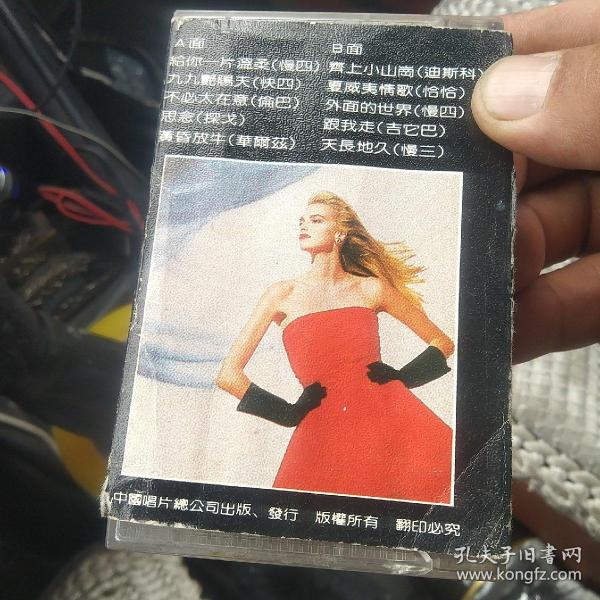 A面
給你一片溫柔(慢四)
九九艷陽天(快四)
不必太在意(倫巴)
思念(探戈)
黃昏放牛(華爾兹)
B面
齊上小山崗(迪斯科)
夏威夷情歌(恰恰)
外面的世界(慢四)
跟我走(吉它巴)
天長地久(慢三)
中國唱片總公司出版、發行 版權所有 翻印必究
孔夫子旧书网
www.kongfz.com